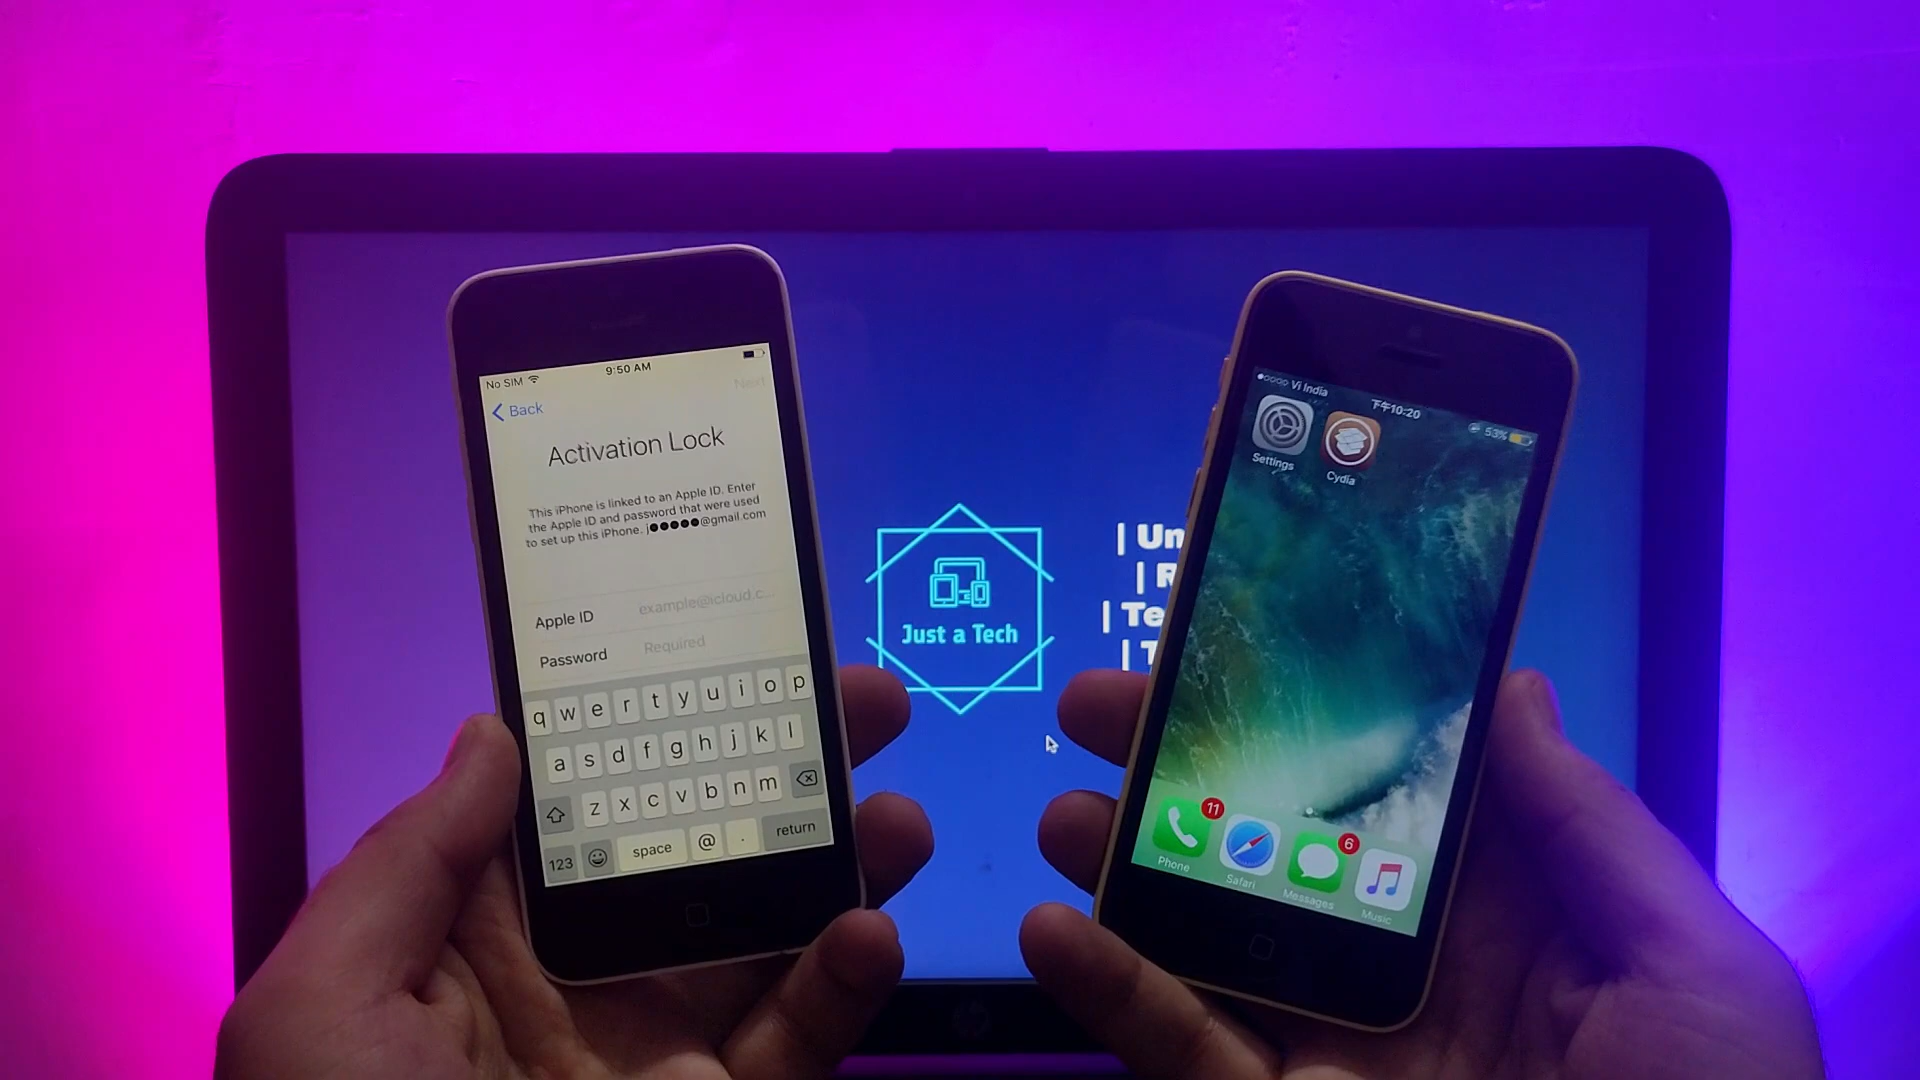 No SIM
9:50 AM
Next
Back
Activation Lock
This iPhone is linked to an Apple ID. Enter
the Apple ID and password that were used
to set up this iPhone. j●●●●●@gmail.com
Apple ID
example@icloud.c...
Password
Required
q w e r t y u i o p
a s d f g h j k l
z x c v b n m
123
space
@
.
return
Just a Tech
| Un
| R
| Te
| T
Vi India
下午10:20
53%
Settings
Cydia
11
6
Phone
Safari
Messages
Music